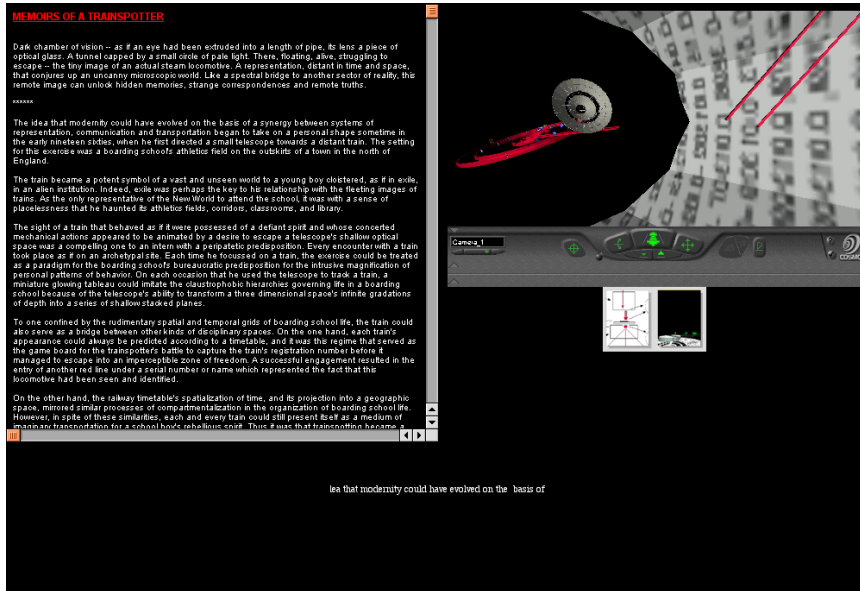 MEMOIRS OF A TRAINSPOTTER
Dark chamber of vision -- as if an eye had been extruded into a length of pipe, its lens a piece of
optical glass. A tunnel capped by a small circle of pale light. There, floating, alive, struggling to
escape -- the tiny image of an actual steam locomotive. A representation, distant in time and space,
that conjures up an uncanny microscopic world. Like a spectral bridge to another sector of reality, this
remote image can unlock hidden memories, strange correspondences and remote truths.
******
The idea that modernity could have evolved on the basis of a synergy between systems of
representation, communication and transportation began to take on a personal shape sometime in
the early nineteen sixties, when he first directed a small telescope towards a distant train. The setting
for this exercise was a boarding school's athletics field on the outskirts of a town in the north of
England.
The train became a potent symbol of a vast and unseen world to a young boy cloistered, as if in exile,
in an alien institution. Indeed, exile was perhaps the key to his relationship with the fleeting images of
trains. As the only representative of the New World to attend the school, it was with a sense of
placelessness that he haunted its athletics fields, corridors, classrooms, and library.
The sight of a train that behaved as if it were possessed of a defiant spirit and whose concerted
mechanical actions appeared to be animated by a desire to escape a telescope's shallow optical
space was a compelling one to an intern with a peripatetic predisposition. Every encounter with a train
took place as if on an archetypal site. Each time he focussed on a train, the exercise could be treated
as a paradigm for the boarding school's bureaucratic predisposition for the intrusive magnification of
personal patterns of behavior. On each occasion that he used the telescope to track a train, a
miniature glowing tableau could imitate the claustrophobic hierarchies governing life in a boarding
school because of the telescope's ability to transform a three dimensional space's infinite gradations
of depth into a series of shallow stacked planes.
To one confined by the rudimentary spatial and temporal grids of boarding school life, the train could
also serve as a bridge between other kinds of disciplinary spaces. On the one hand, each train's
appearance could always be predicted according to a timetable, and it was this regime that served as
the game board for the trainspotter's battle to capture the train's registration number before it
managed to escape into an imperceptible zone of freedom. A successful engagement resulted in the
entry of another red line under a serial number or name which represented the fact that this
locomotive had been seen and identified.
On the other hand, the railway timetable's spatialization of time, and its projection into a geographic
space, mirrored similar processes of compartmentalization in the organization of boarding school life.
However, in spite of these similarities, each and every train could still present itself as a medium of
imaginary transportation for a school boy's rebellious spirit. Thus it was that trainspotting became a
Camera_1
COSMO
lea that modernity could have evolved on the basis of